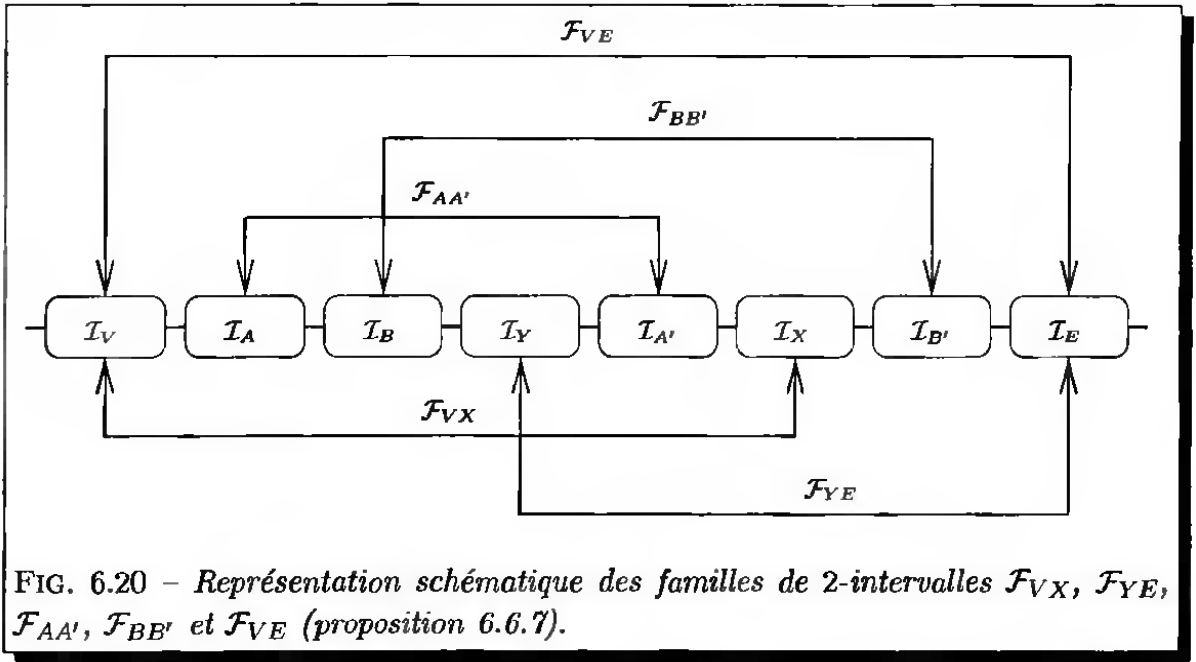 𝓕_{VE}
𝓕_{BB'}
𝓕_{AA'}
𝓘_V 𝓘_A 𝓘_B 𝓘_Y 𝓘_{A'} 𝓘_X 𝓘_{B'} 𝓘_E
𝓕_{VX}
𝓕_{YE}
FIG. 6.20 – Représentation schématique des familles de 2-intervalles 𝓕_{VX}, 𝓕_{YE},
𝓕_{AA'}, 𝓕_{BB'} et 𝓕_{VE} (proposition 6.6.7).